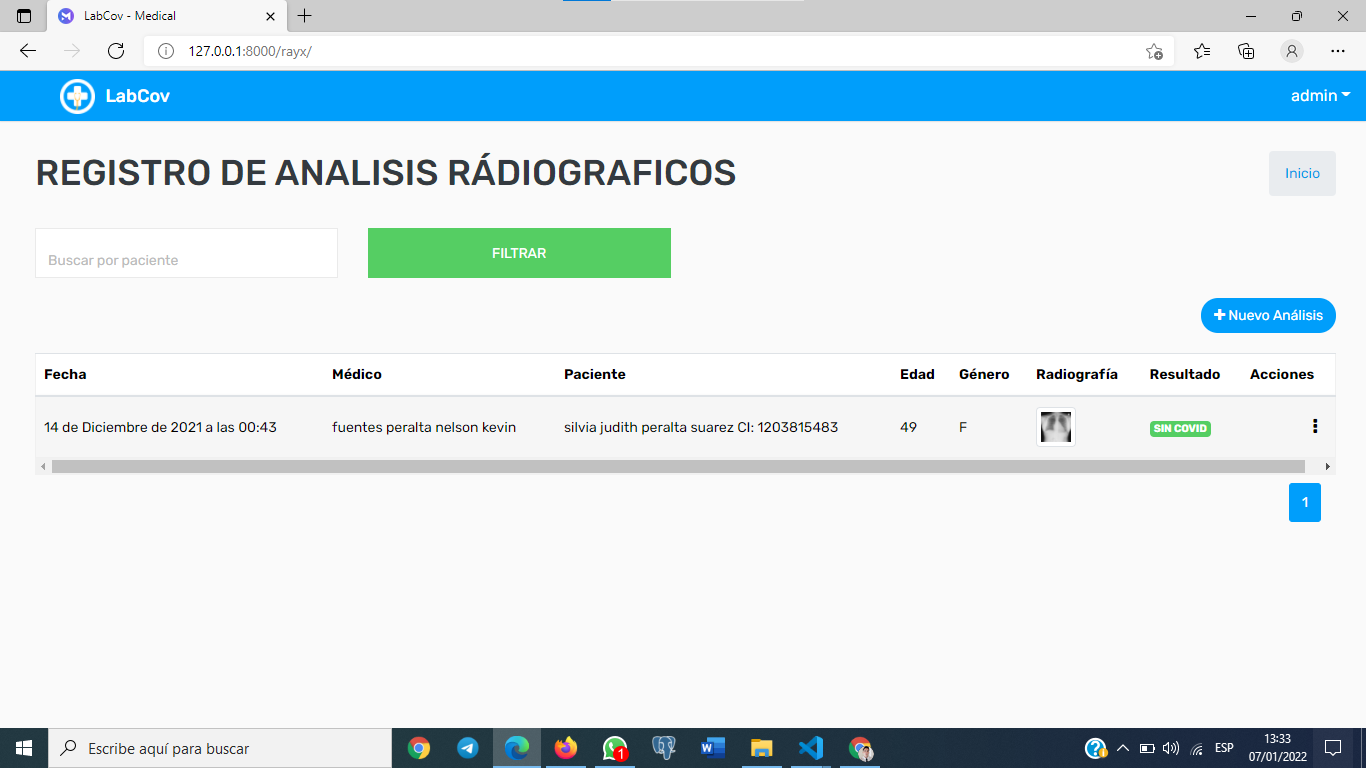 LabCov - Medical
127.0.0.1:8000/rayx/
LabCov
admin
REGISTRO DE ANALISIS RÁDIOGRAFICOS
Inicio
Buscar por paciente
FILTRAR
Nuevo Análisis
Fecha Médico Paciente Edad Género Radiografía Resultado Acciones
14 de Diciembre de 2021 a las 00:43 fuentes peralta nelson kevin silvia judith peralta suarez CI: 1203815483 49 F SIN COVID
1
Escribe aquí para buscar
1
ESP
13:33
07/01/2022